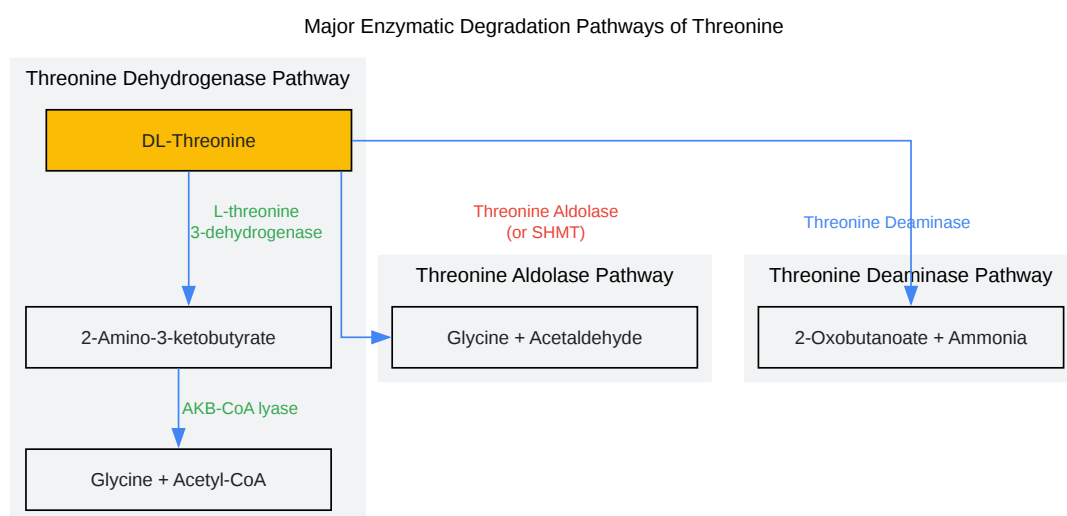 Major Enzymatic Degradation Pathways of Threonine
Threonine Dehydrogenase Pathway
DL-Threonine
L-threonine
3-dehydrogenase
Threonine Aldolase
(or SHMT)
Threonine Deaminase
Threonine Aldolase Pathway
Threonine Deaminase Pathway
2-Amino-3-ketobutyrate
Glycine + Acetaldehyde
2-Oxobutanoate + Ammonia
AKB-CoA lyase
Glycine + Acetyl-CoA